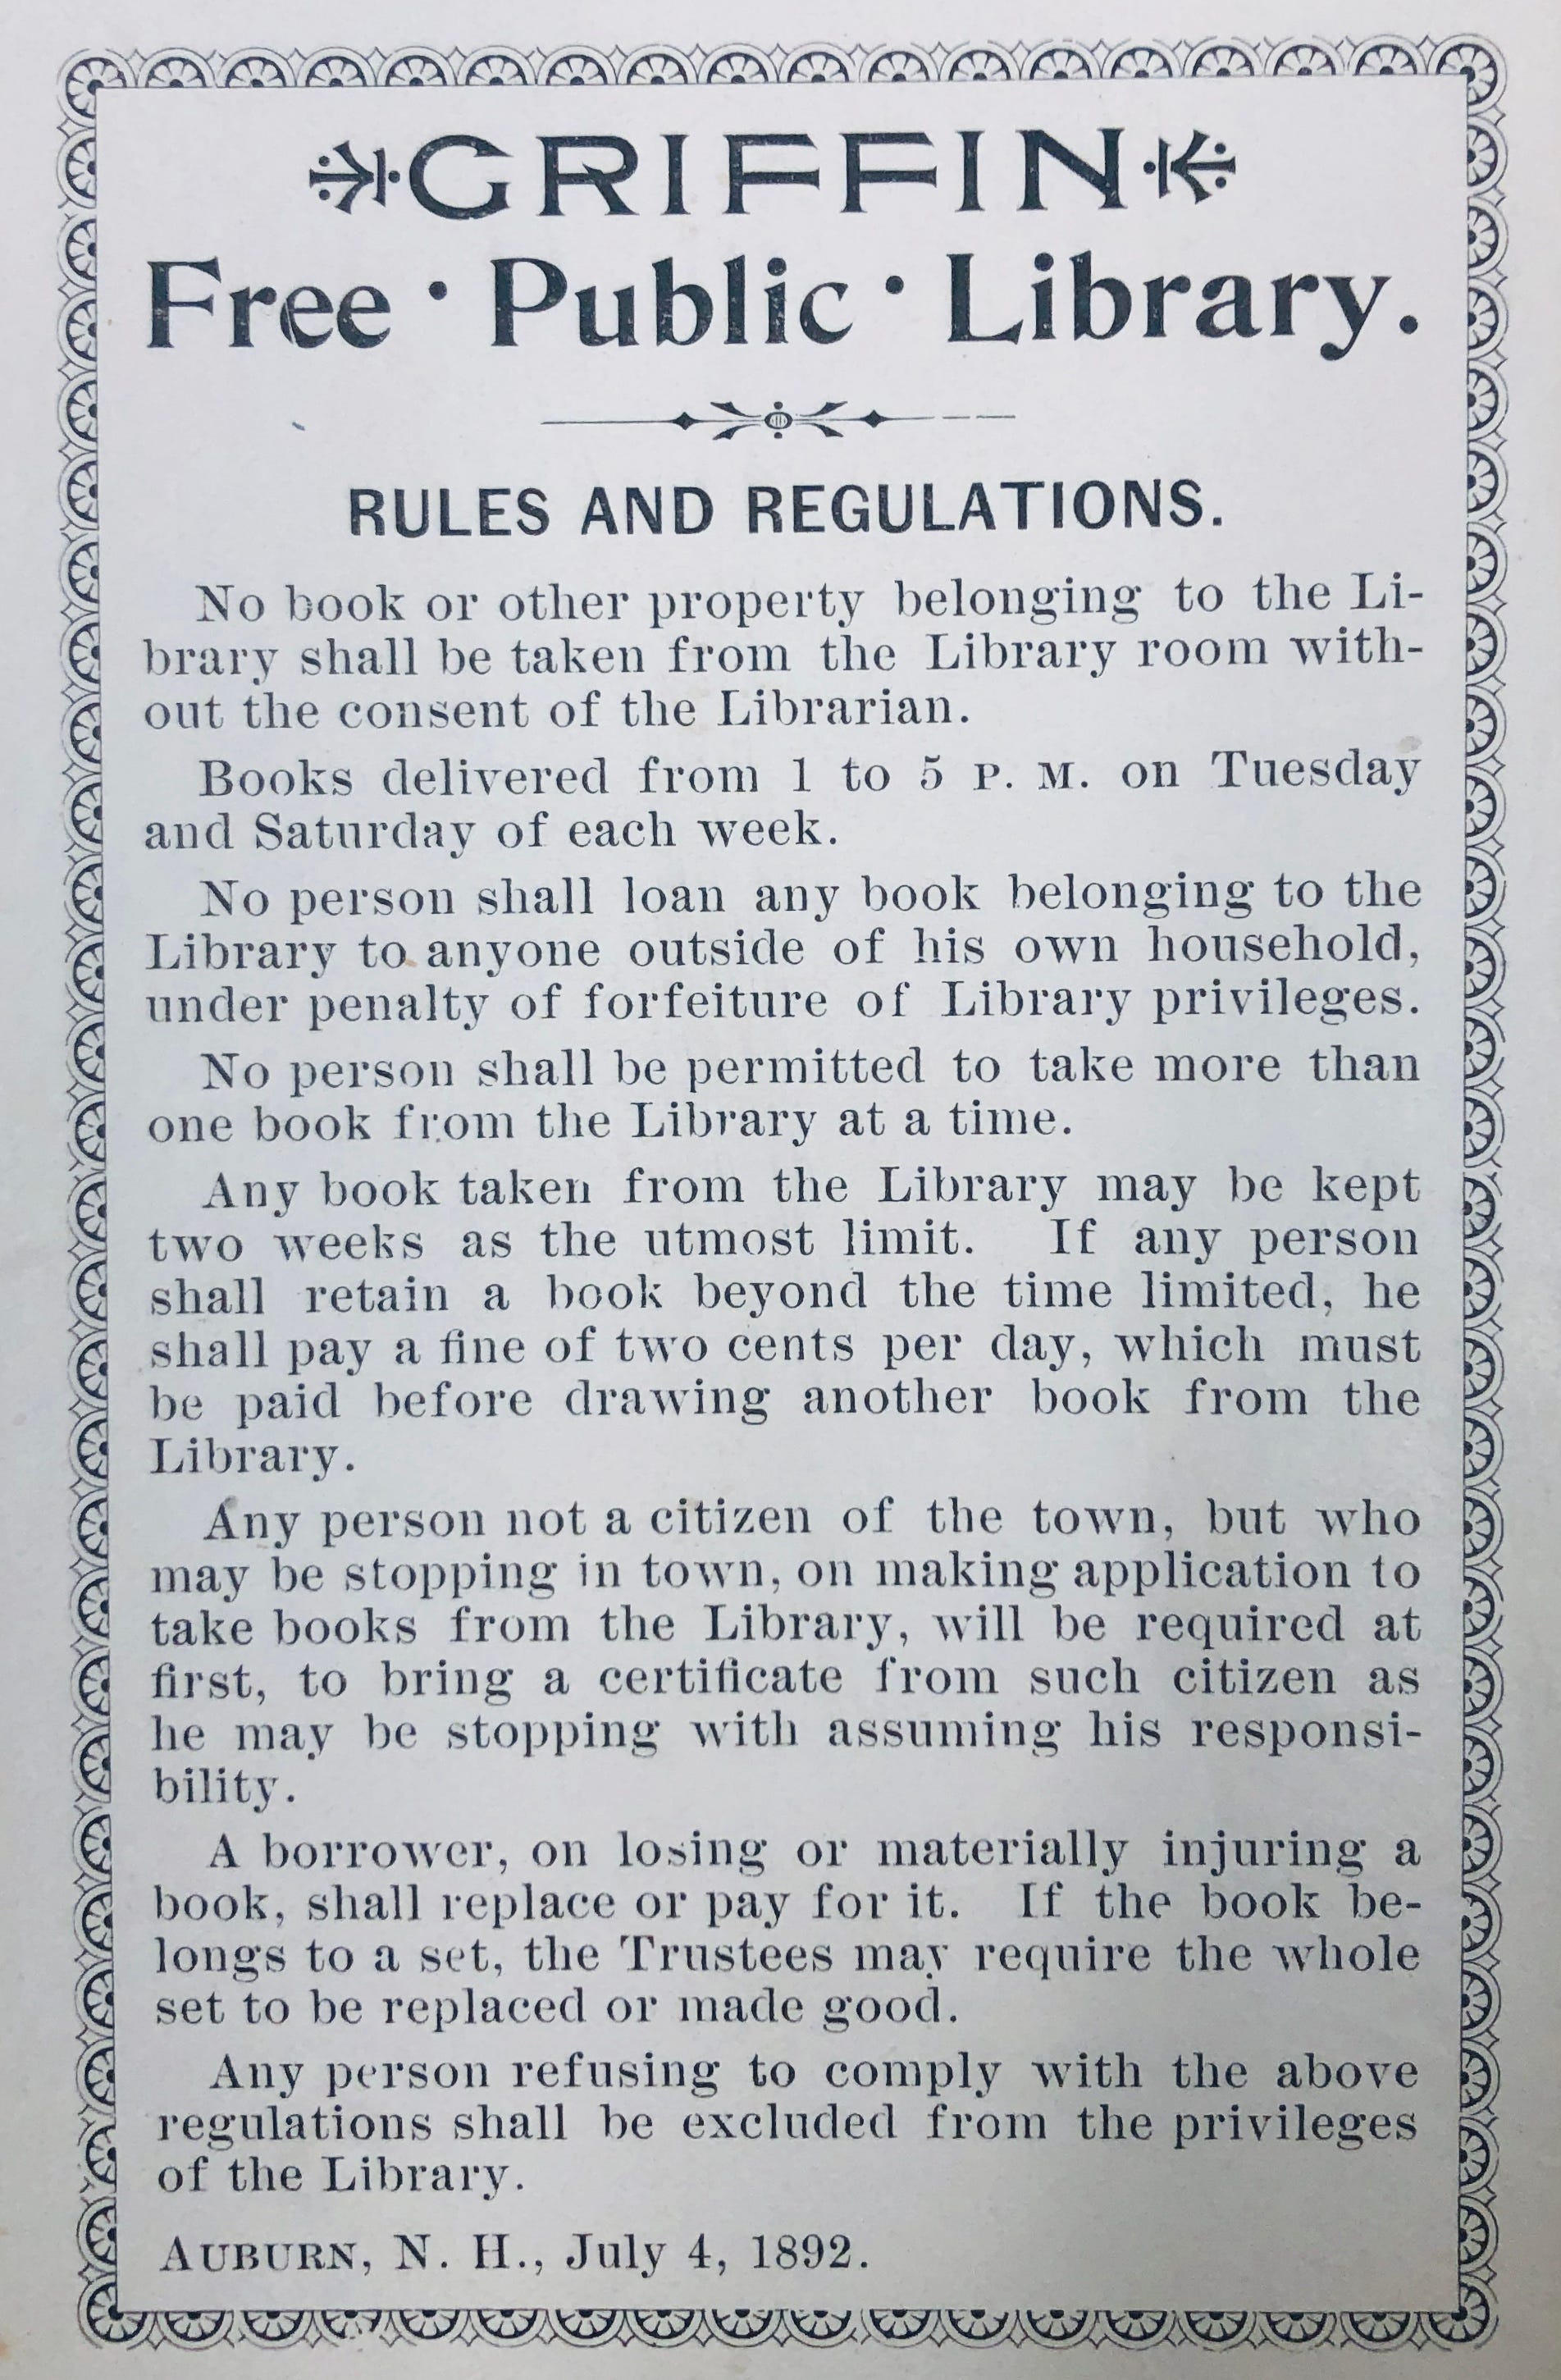 GRIFFIN
Free · Public · Library.
RULES AND REGULATIONS.
No book or other property belonging to the Li-
brary shall be taken from the Library room with-
out the consent of the Librarian.
Books delivered from 1 to 5 P. M. on Tuesday
and Saturday of each week.
No person shall loan any book belonging to the
Library to anyone outside of his own household,
under penalty of forfeiture of Library privileges.
No person shall be permitted to take more than
one book from the Library at a time.
Any book taken from the Library may be kept
two weeks as the utmost limit. If any person
shall retain a book beyond the time limited, he
shall pay a fine of two cents per day, which must
be paid before drawing another book from the
Library.
Any person not a citizen of the town, but who
may be stopping in town, on making application to
take books from the Library, will be required at
first, to bring a certificate from such citizen as
he may be stopping with assuming his responsi-
bility.
A borrower, on losing or materially injuring a
book, shall replace or pay for it. If the book be-
longs to a set, the Trustees may require the whole
set to be replaced or made good.
Any person refusing to comply with the above
regulations shall be excluded from the privileges
of the Library.
AUBURN, N. H., July 4, 1892.